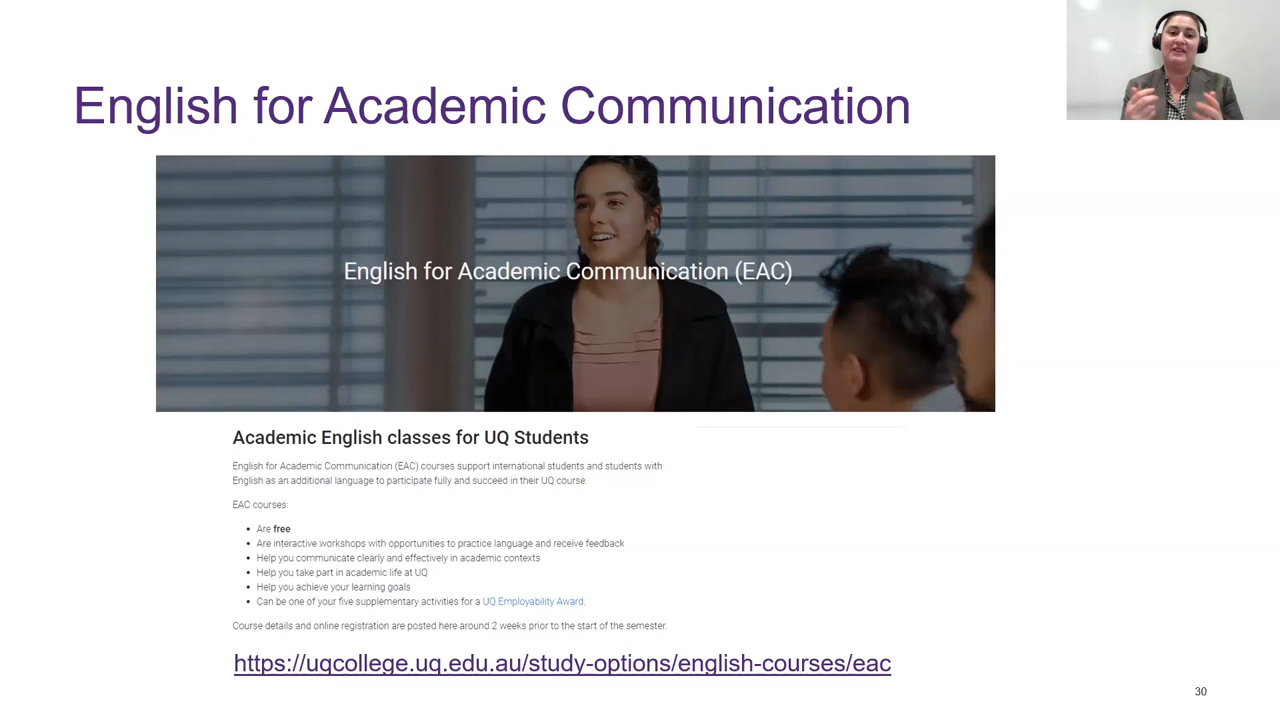 English for Academic Communication
English for Academic Communication (EAC)
Academic English classes for UQ Students
English for Academic Communication (EAC) courses support international students and students with
English as an additional language to participate fully and succeed in their UQ course.
EAC courses:
• Are free
• Are interactive workshops with opportunities to practice language and receive feedback
• Help you communicate clearly and effectively in academic contexts
• Help you take part in academic life at UQ
• Help you achieve your learning goals
• Can be one of your five supplementary activities for a UQ Employability Award.
Course details and online registration are posted here around 2 weeks prior to the start of the semester.
https://uqcollege.uq.edu.au/study-options/english-courses/eac
30